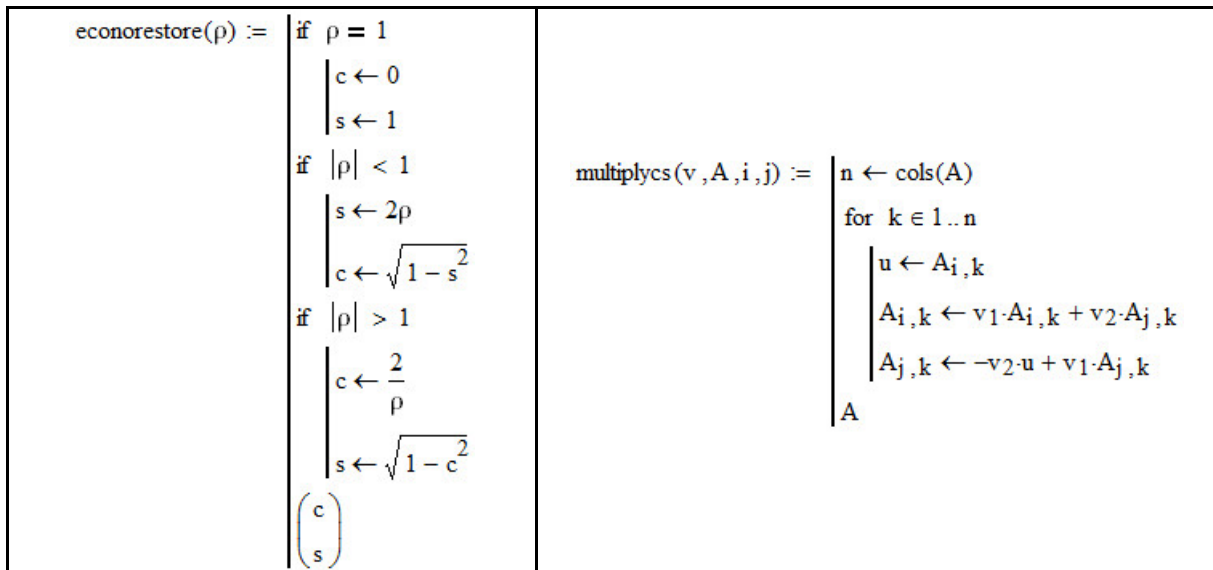 econorestore(ρ) := if ρ = 1
c ← 0
s ← 1
if |ρ| < 1
s ← 2ρ
c ← √(1 − s²)
if |ρ| > 1
c ← 2/ρ
s ← √(1 − c²)
(c
s)
multiplycs(v , A , i , j) := n ← cols(A)
for k ∈ 1 .. n
u ← A_{i , k}
A_{i , k} ← v₁·A_{i , k} + v₂·A_{j , k}
A_{j , k} ← −v₂·u + v₁·A_{j , k}
A